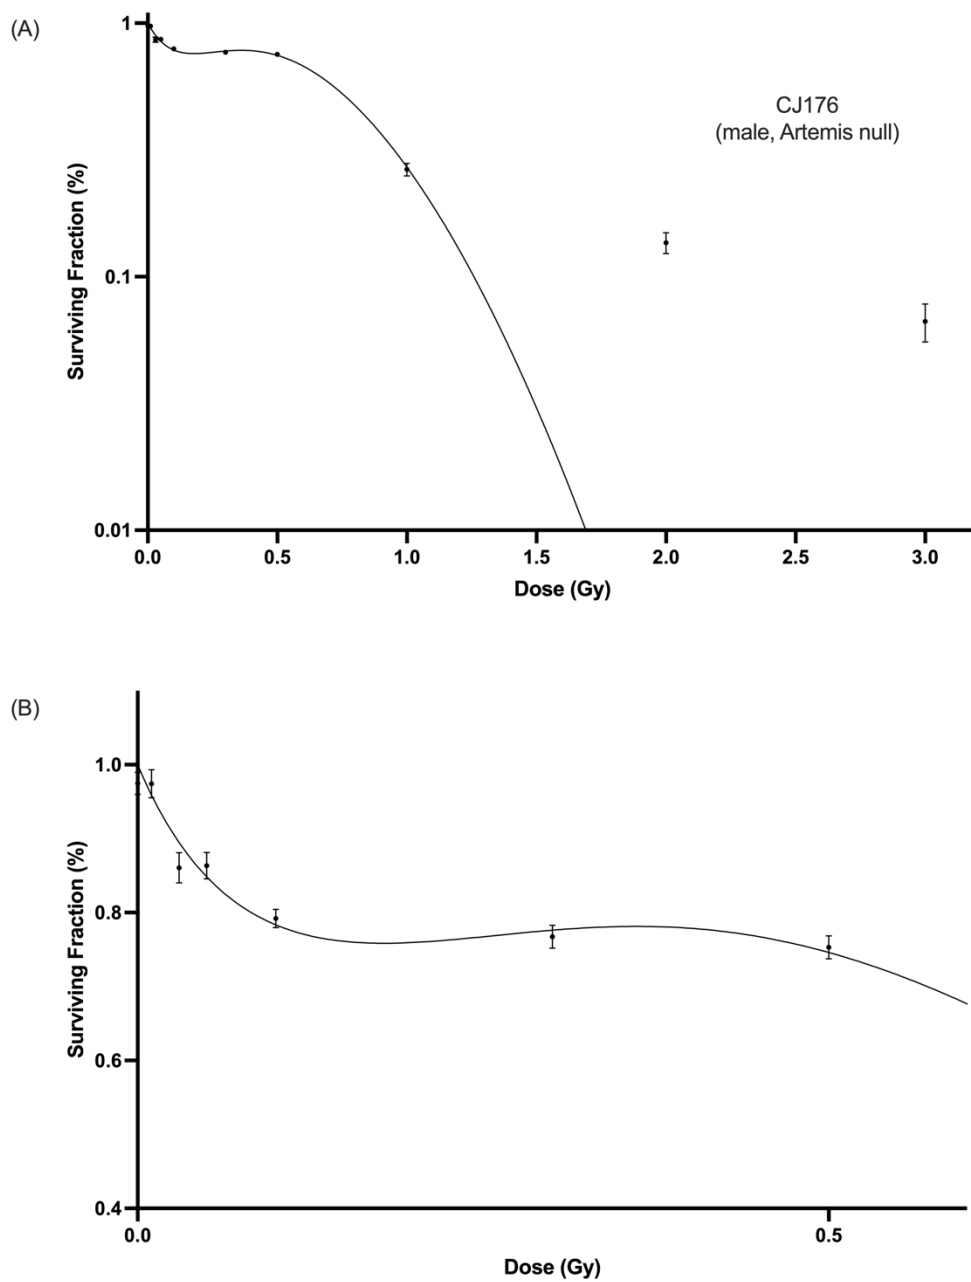 (A)
1
0.1
0.01
Surviving Fraction (%)
CJ176
(male, Artemis null)
0.0 0.5 1.0 1.5 2.0 2.5 3.0
Dose (Gy)
(B)
1.0
0.8
0.6
0.4
Surviving Fraction (%)
0.0 0.5
Dose (Gy)